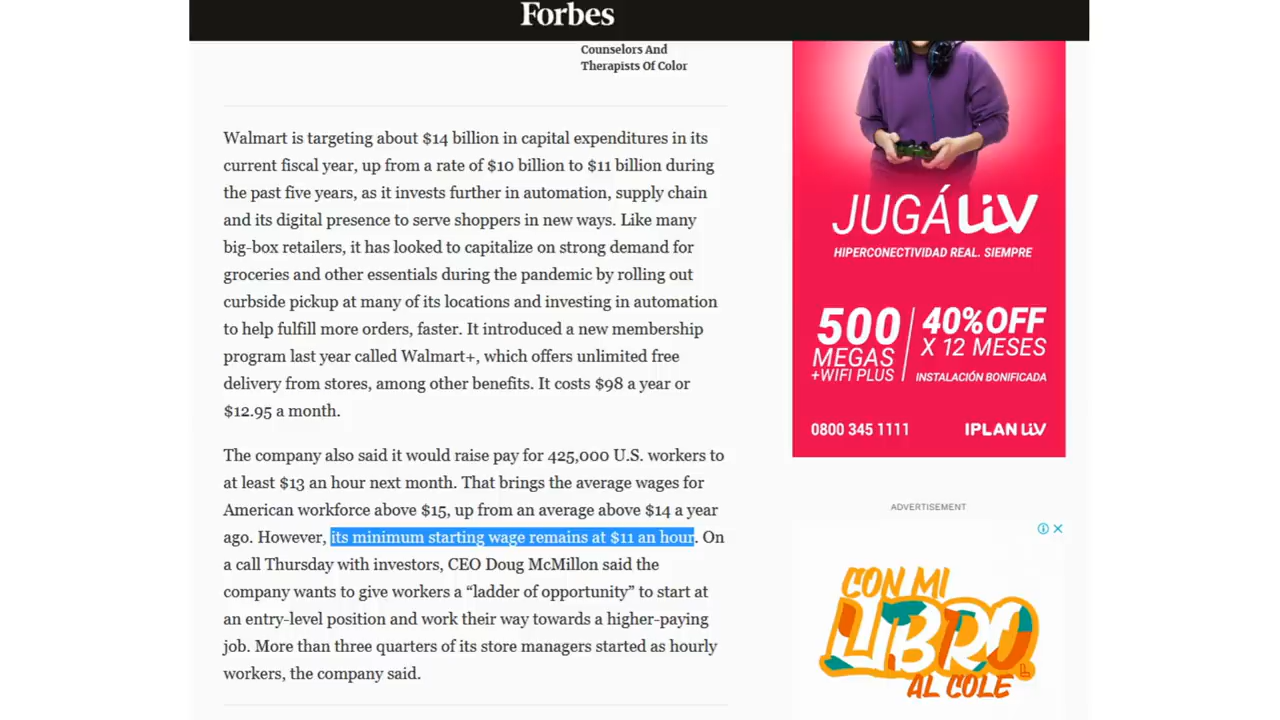 Forbes
Counselors And
Therapists Of Color
Walmart is targeting about $14 billion in capital expenditures in its
current fiscal year, up from a rate of $10 billion to $11 billion during
the past five years, as it invests further in automation, supply chain
and its digital presence to serve shoppers in new ways. Like many
big-box retailers, it has looked to capitalize on strong demand for
groceries and other essentials during the pandemic by rolling out
curbside pickup at many of its locations and investing in automation
to help fulfill more orders, faster. It introduced a new membership
program last year called Walmart+, which offers unlimited free
delivery from stores, among other benefits. It costs $98 a year or
$12.95 a month.
The company also said it would raise pay for 425,000 U.S. workers to
at least $13 an hour next month. That brings the average wages for
American workforce above $15, up from an average above $14 a year
ago. However, its minimum starting wage remains at $11 an hour. On
a call Thursday with investors, CEO Doug McMillon said the
company wants to give workers a “ladder of opportunity” to start at
an entry-level position and work their way towards a higher-paying
job. More than three quarters of its store managers started as hourly
workers, the company said.
JUGÁ LIV
HIPERCONECTIVIDAD REAL. SIEMPRE
500
MEGAS
+WIFI PLUS
40% OFF
X 12 MESES
INSTALACIÓN BONIFICADA
0800 345 1111
IPLAN LIV
ADVERTISEMENT
CON MI
LIBRO
AL COLE